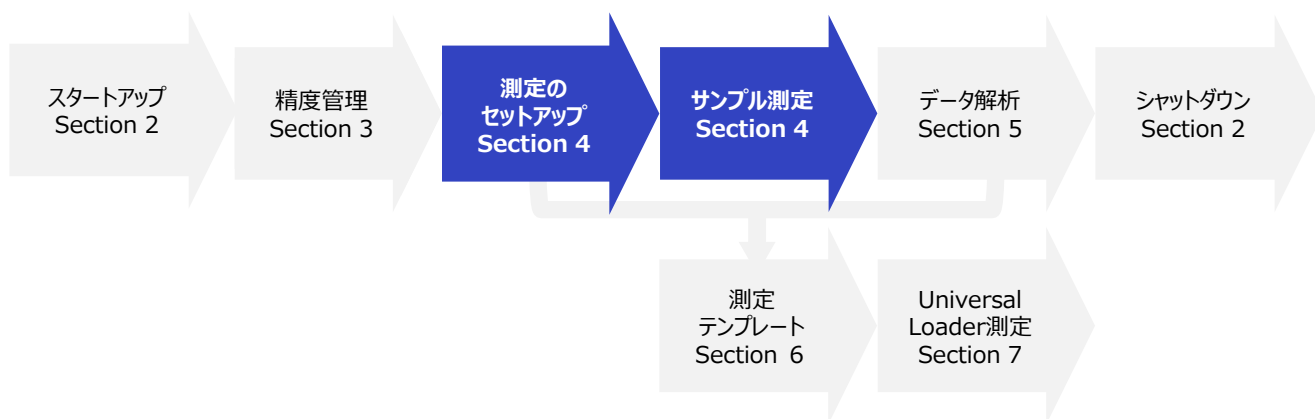 スタートアップ
Section 2
精度管理
Section 3
測定の
セットアップ
Section 4
サンプル測定
Section 4
データ解析
Section 5
シャットダウン
Section 2
測定
テンプレート
Section 6
Universal
Loader測定
Section 7